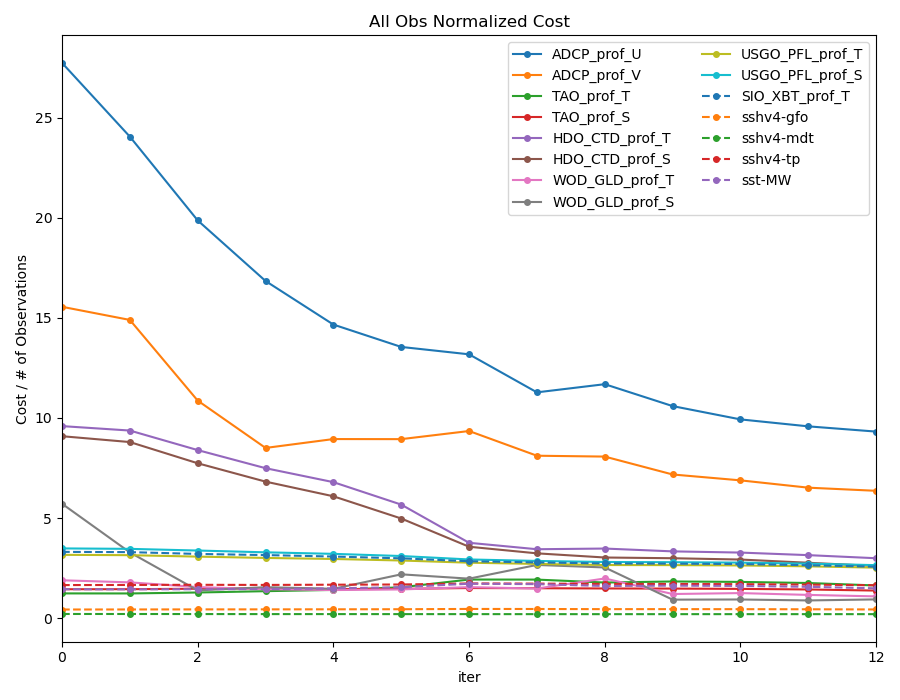 All Obs Normalized Cost
Cost / # of Observations
25
20
15
10
5
0
ADCP_prof_U
ADCP_prof_V
TAO_prof_T
TAO_prof_S
HDO_CTD_prof_T
HDO_CTD_prof_S
WOD_GLD_prof_T
WOD_GLD_prof_S
USGO_PFL_prof_T
USGO_PFL_prof_S
SIO_XBT_prof_T
sshv4-gfo
sshv4-mdt
sshv4-tp
sst-MW
0 2 4 6 8 10 12
iter